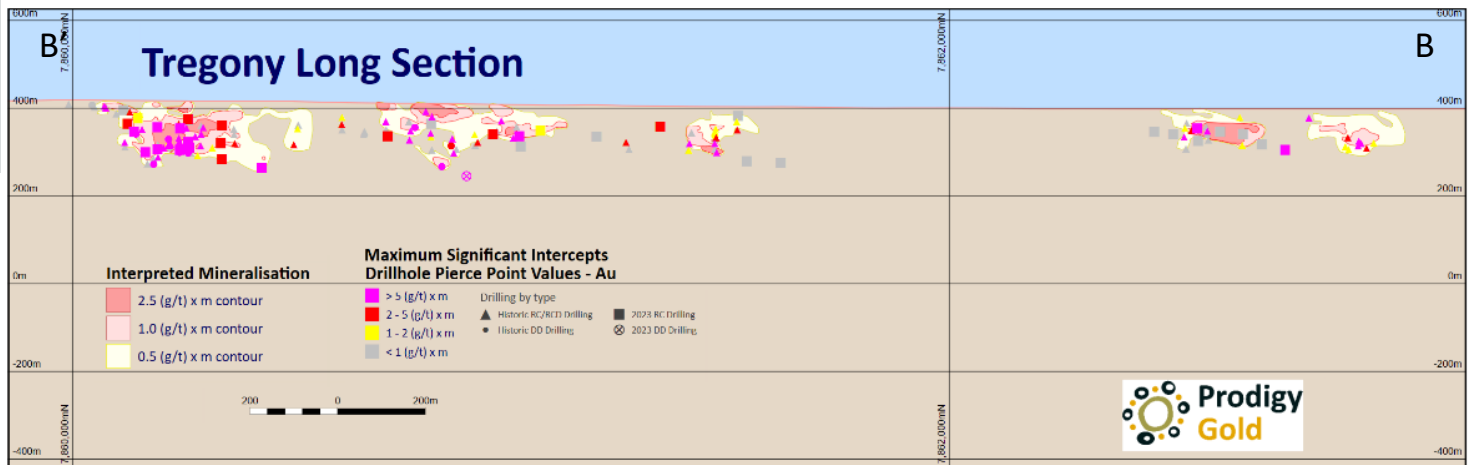 600m
600m
B'
B
7,860,000mN
7,862,000mN
Tregony Long Section
400m
400m
200m
200m
Interpreted Mineralisation
2.5 (g/t) x m contour
1.0 (g/t) x m contour
0.5 (g/t) x m contour
Maximum Significant Intercepts
Drillhole Pierce Point Values - Au
> 5 (g/t) x m
2 - 5 (g/t) x m
1 - 2 (g/t) x m
< 1 (g/t) x m
Drilling by type
Historic RC/RCD Drilling
2023 RC Drilling
Historic DD Drilling
2023 DD Drilling
0m
0m
-200m
-200m
200
0
200m
Prodigy
Gold
7,860,000mN
7,862,000mN
-400m
-400m